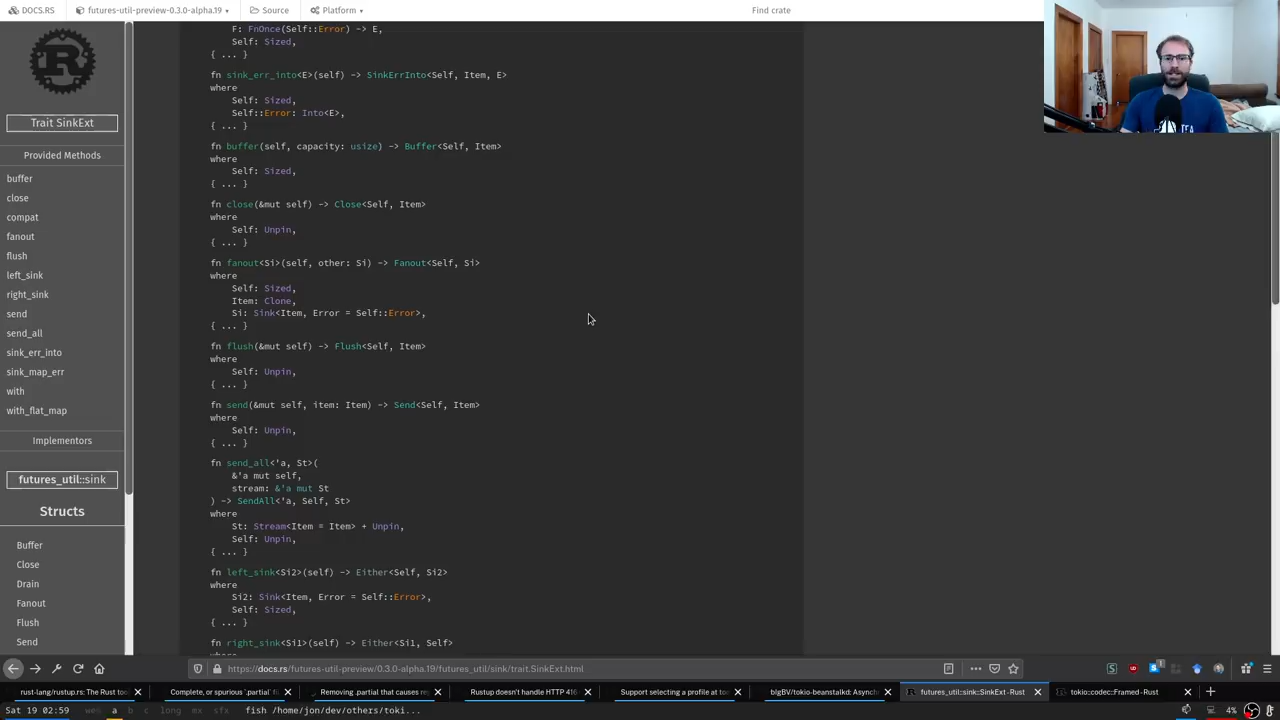 DOCS.RS
futures-util-preview-0.3.0-alpha.19
Source
Platform
Find crate
F: FnOnce(Self::Error) -> E,
Self: Sized,
{ ... }
fn sink_err_into<E>(self) -> SinkErrInto<Self, Item, E>
where
Self: Sized,
Self::Error: Into<E>,
{ ... }
fn buffer(self, capacity: usize) -> Buffer<Self, Item>
where
Self: Sized,
{ ... }
fn close(&mut self) -> Close<Self, Item>
where
Self: Unpin,
{ ... }
fn fanout<Si>(self, other: Si) -> Fanout<Self, Si>
where
Self: Sized,
Item: Clone,
Si: Sink<Item, Error = Self::Error>,
{ ... }
fn flush(&mut self) -> Flush<Self, Item>
where
Self: Unpin,
{ ... }
fn send(&mut self, item: Item) -> Send<Self, Item>
where
Self: Unpin,
{ ... }
fn send_all<'a, St>(
&'a mut self,
stream: &'a mut St
) -> SendAll<'a, Self, St>
where
St: Stream<Item = Item> + Unpin,
Self: Unpin,
{ ... }
fn left_sink<Si2>(self) -> Either<Self, Si2>
where
Si2: Sink<Item, Error = Self::Error>,
Self: Sized,
{ ... }
fn right_sink<Si1>(self) -> Either<Si1, Self>
where
Trait SinkExt
Provided Methods
buffer
close
compat
fanout
flush
left_sink
right_sink
send
send_all
sink_err_into
sink_map_err
with
with_flat_map
Implementors
futures_util::sink
Structs
Buffer
Close
Drain
Fanout
Flush
Send
https://docs.rs/futures-util-preview/0.3.0-alpha.19/futures_util/sink/trait.SinkExt.html
rust-lang/rustup.rs: The Rust too
Complete, or spurious `.partial` fi
Removing .partial that causes re
Rustup doesn't handle HTTP 416
Support selecting a profile at to
bIgBV/tokio-beanstalkd: Asynch
futures_util::sink::SinkExt - Rust
tokio::codec::Framed - Rust
Sat 19 02:59
a b c long mx sfx
fish /home/jon/dev/others/toki...
4%